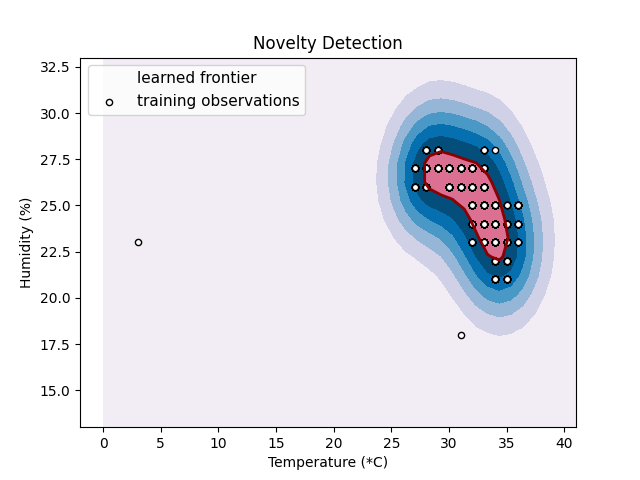 Novelty Detection
learned frontier
training observations
32.5
30.0
27.5
25.0
22.5
20.0
17.5
15.0
Humidity (%)
0 5 10 15 20 25 30 35 40
Temperature (*C)